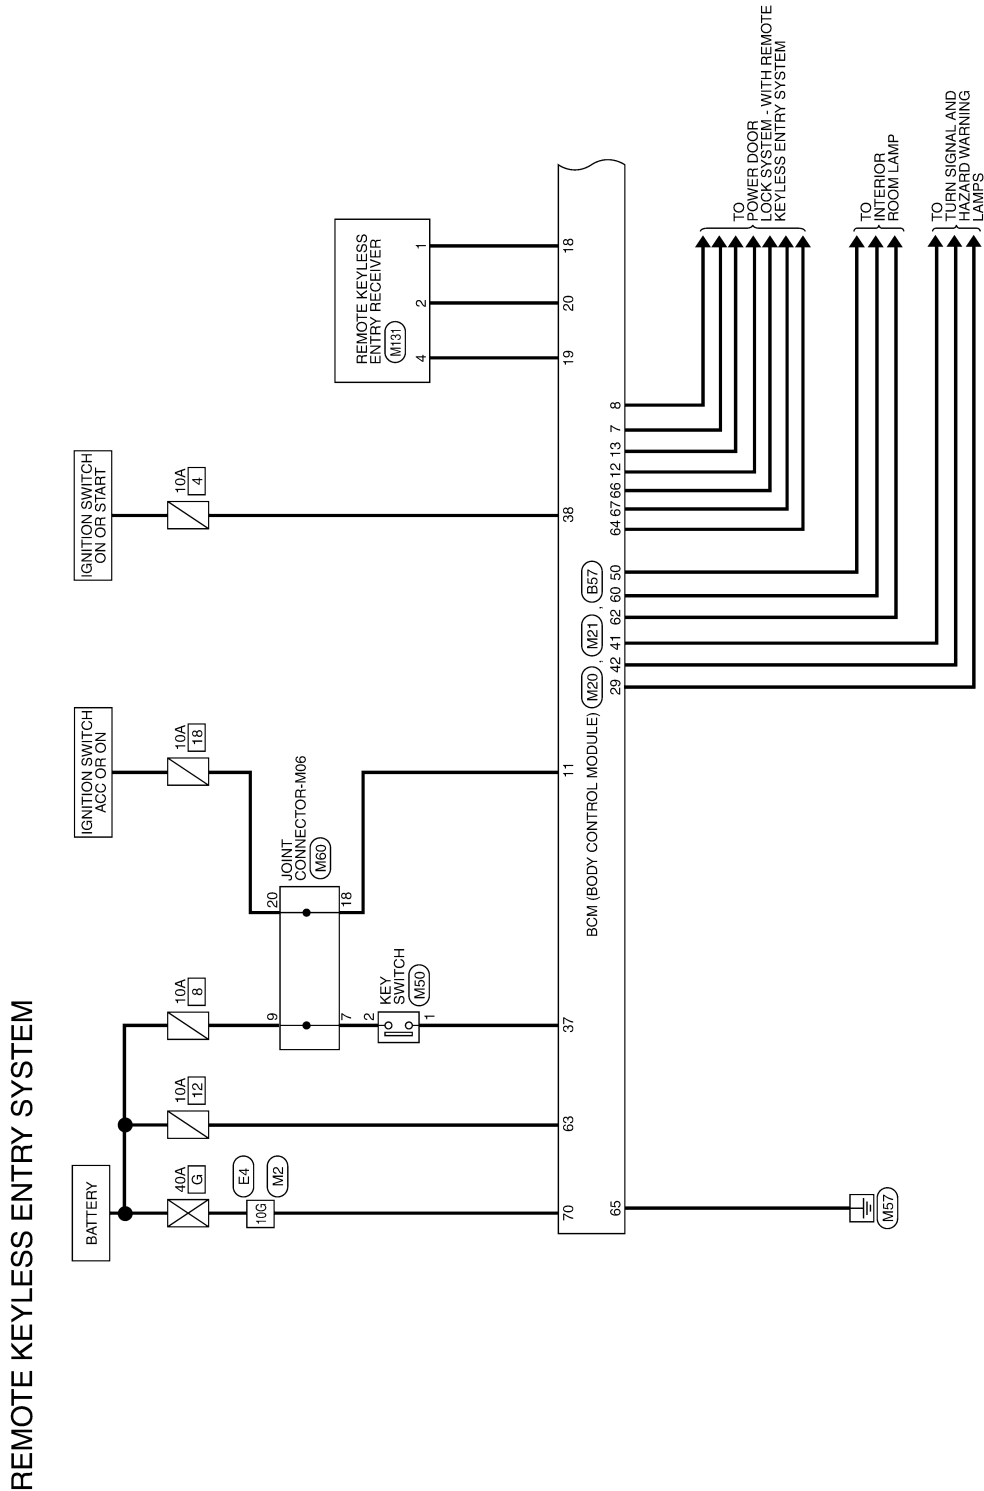 REMOTE KEYLESS ENTRY SYSTEM
BATTERY
40A
G
E4
10G
M2
10A
12
10A
8
IGNITION SWITCH
ACC OR ON
10A
18
IGNITION SWITCH
ON OR START
10A
4
JOINT
CONNECTOR-M06
M60
9
20
7
18
KEY
SWITCH
M50
2
1
REMOTE KEYLESS
ENTRY RECEIVER
M131
4
2
1
70
63
37
11
38
19
20
18
BCM (BODY CONTROL MODULE) M20 , M21 , B57
65
29
42
41
62
60
50
64
67
66
12
13
7
8
M57
TO
POWER DOOR
LOCK SYSTEM - WITH REMOTE
KEYLESS ENTRY SYSTEM
TO
INTERIOR
ROOM LAMP
TO
TURN SIGNAL AND
HAZARD WARNING
LAMPS